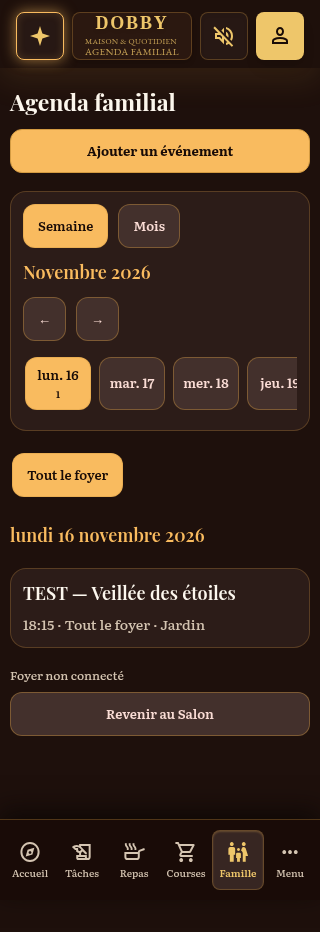 DOBBY
MAISON & QUOTIDIEN
AGENDA FAMILIAL
Agenda familial
Ajouter un événement
Semaine
Mois
Novembre 2026
←
→
lun. 16
1
mar. 17
mer. 18
jeu. 19
Tout le foyer
lundi 16 novembre 2026
TEST — Veillée des étoiles
18:15 · Tout le foyer · Jardin
Foyer non connecté
Revenir au Salon
Accueil
Tâches
Repas
Courses
Famille
Menu